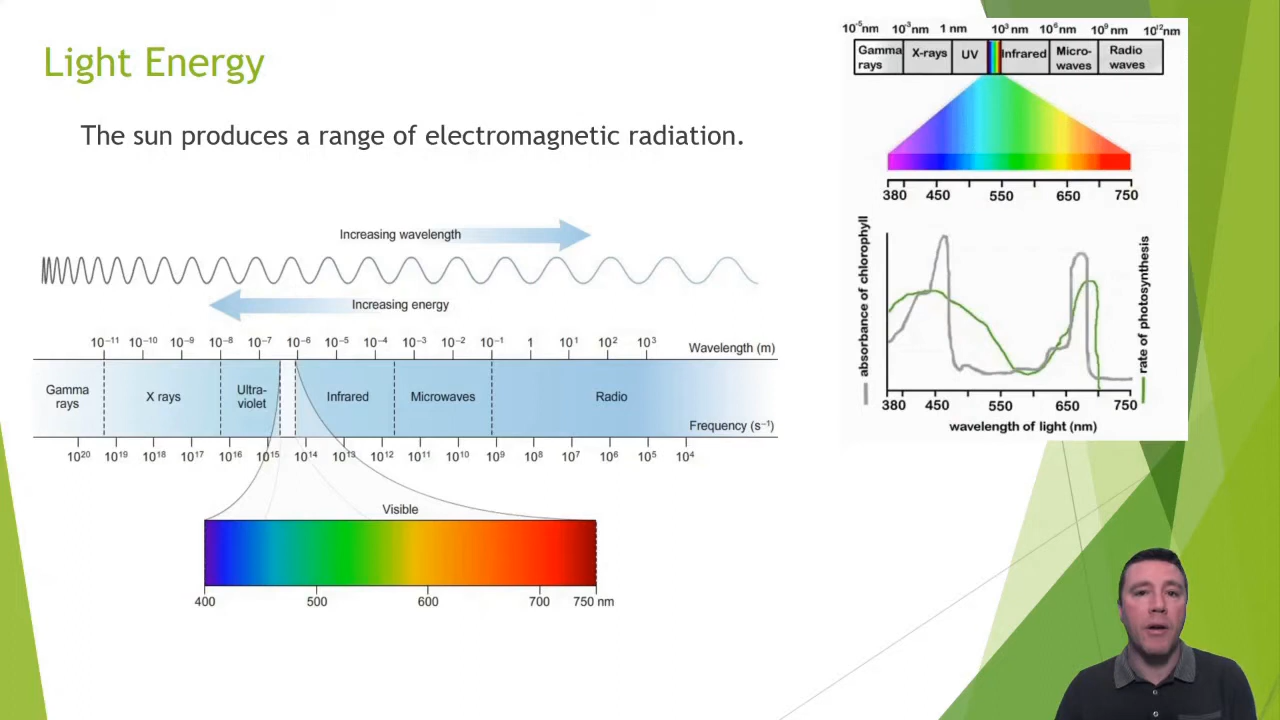 Light Energy
The sun produces a range of electromagnetic radiation.
Increasing wavelength
Increasing energy
10⁻¹¹ 10⁻¹⁰ 10⁻⁹ 10⁻⁸ 10⁻⁷ 10⁻⁶ 10⁻⁵ 10⁻⁴ 10⁻³ 10⁻² 10⁻¹ 1 10¹ 10² 10³ Wavelength (m)
Gamma rays X rays Ultra-violet Infrared Microwaves Radio
Frequency (s⁻¹)
10²⁰ 10¹⁹ 10¹⁸ 10¹⁷ 10¹⁶ 10¹⁵ 10¹⁴ 10¹³ 10¹² 10¹¹ 10¹⁰ 10⁹ 10⁸ 10⁷ 10⁶ 10⁵ 10⁴
Visible
400 500 600 700 750 nm
10⁻⁵nm 10⁻³nm 1 nm 10³nm 10⁶nm 10⁹nm 10¹²nm
Gamma rays X-rays UV Infrared Micro-waves Radio waves
380 450 550 650 750
absorbance of chlorophyll
rate of photosynthesis
380 450 550 650 750
wavelength of light (nm)